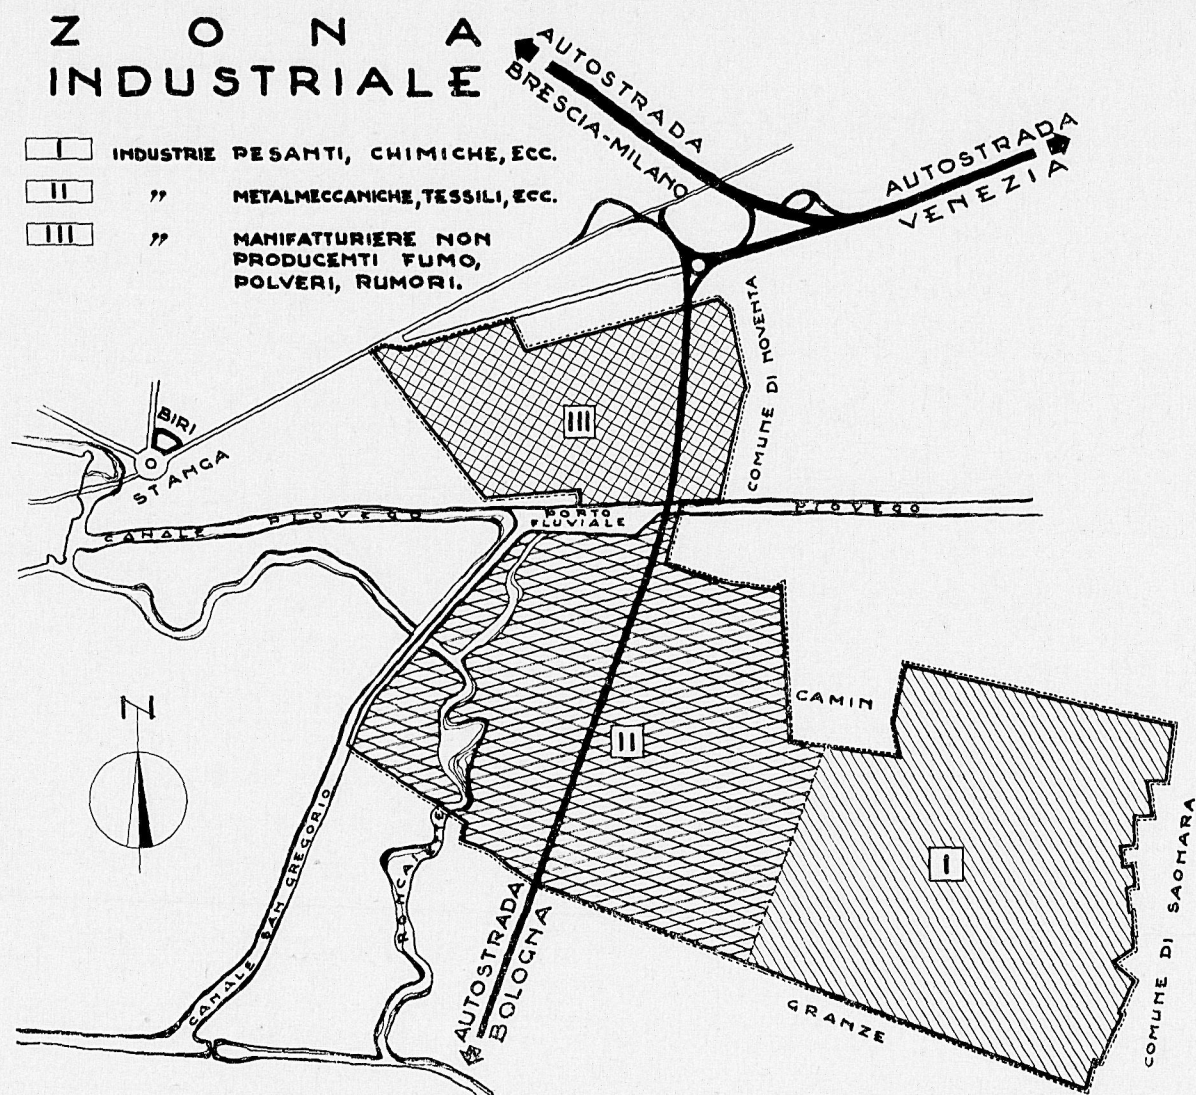 ZONA
INDUSTRIALE
I INDUSTRIE PESANTI, CHIMICHE, ECC.
II " METALMECCANICHE, TESSILI, ECC.
III " MANIFATTURIERE NON
PRODUCENTI FUMO,
POLVERI, RUMORI.
AUTOSTRADA
BRESCIA-MILANO
AUTOSTRADA
VENEZIA
COMUNE DI NOVENTA
III
BIRI
STANGA
CANALE PIOVEGO
PORTO
FLUVIALE
PIOVEGO
CAMIN
N
II
I
CANALE SAN GREGORIO
RONCAJETTE
AUTOSTRADA
BOLOGNA
GRANZE
COMUNE DI SAONARA